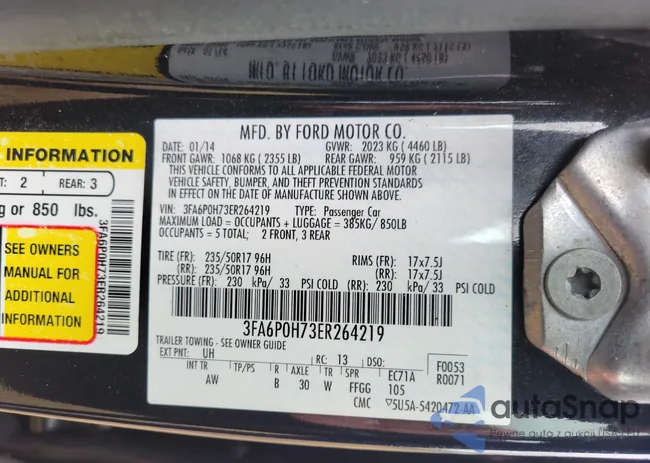 MFD. BY FORD MOTOR CO.
DATE: 01/14 GVWR: 2023 KG ( 4460 LB)
FRONT GAWR: 1068 KG ( 2355 LB) REAR GAWR: 959 KG ( 2115 LB)
THIS VEHICLE CONFORMS TO ALL APPLICABLE FEDERAL MOTOR
VEHICLE SAFETY, BUMPER, AND THEFT PREVENTION STANDARDS
IN EFFECT ON THE DATE OF MANUFACTURE SHOWN ABOVE.
VIN: 3FA6P0H73ER264219 TYPE: Passenger Car
MAXIMUM LOAD = OCCUPANTS + LUGGAGE = 385KG/ 850LB
OCCUPANTS = 5 TOTAL; 2 FRONT, 3 REAR
TIRE (FR): 235/50R17 96H RIMS (FR): 17x7.5J
(RR): 235/50R17 96H (RR): 17x7.5J
PRESSURE (FR): 230 kPa/ 33 PSI COLD (RR): 230 kPa/ 33 PSI COLD
3FA6P0H73ER264219
TRAILER TOWING - SEE OWNER GUIDE
EXT PNT: UH RC: 13 DSO: F0053
INT TR TP/PS R AXLE TR SPR EC71A R0071
AW B 30 W FFGG 105
CMC ▽5U5A-5420472-AA
INFORMATION
: 2 REAR: 3
g or 850 lbs.
SEE OWNERS
MANUAL FOR
ADDITIONAL
INFORMATION
3FA6P0H73ER264219
autoSnap